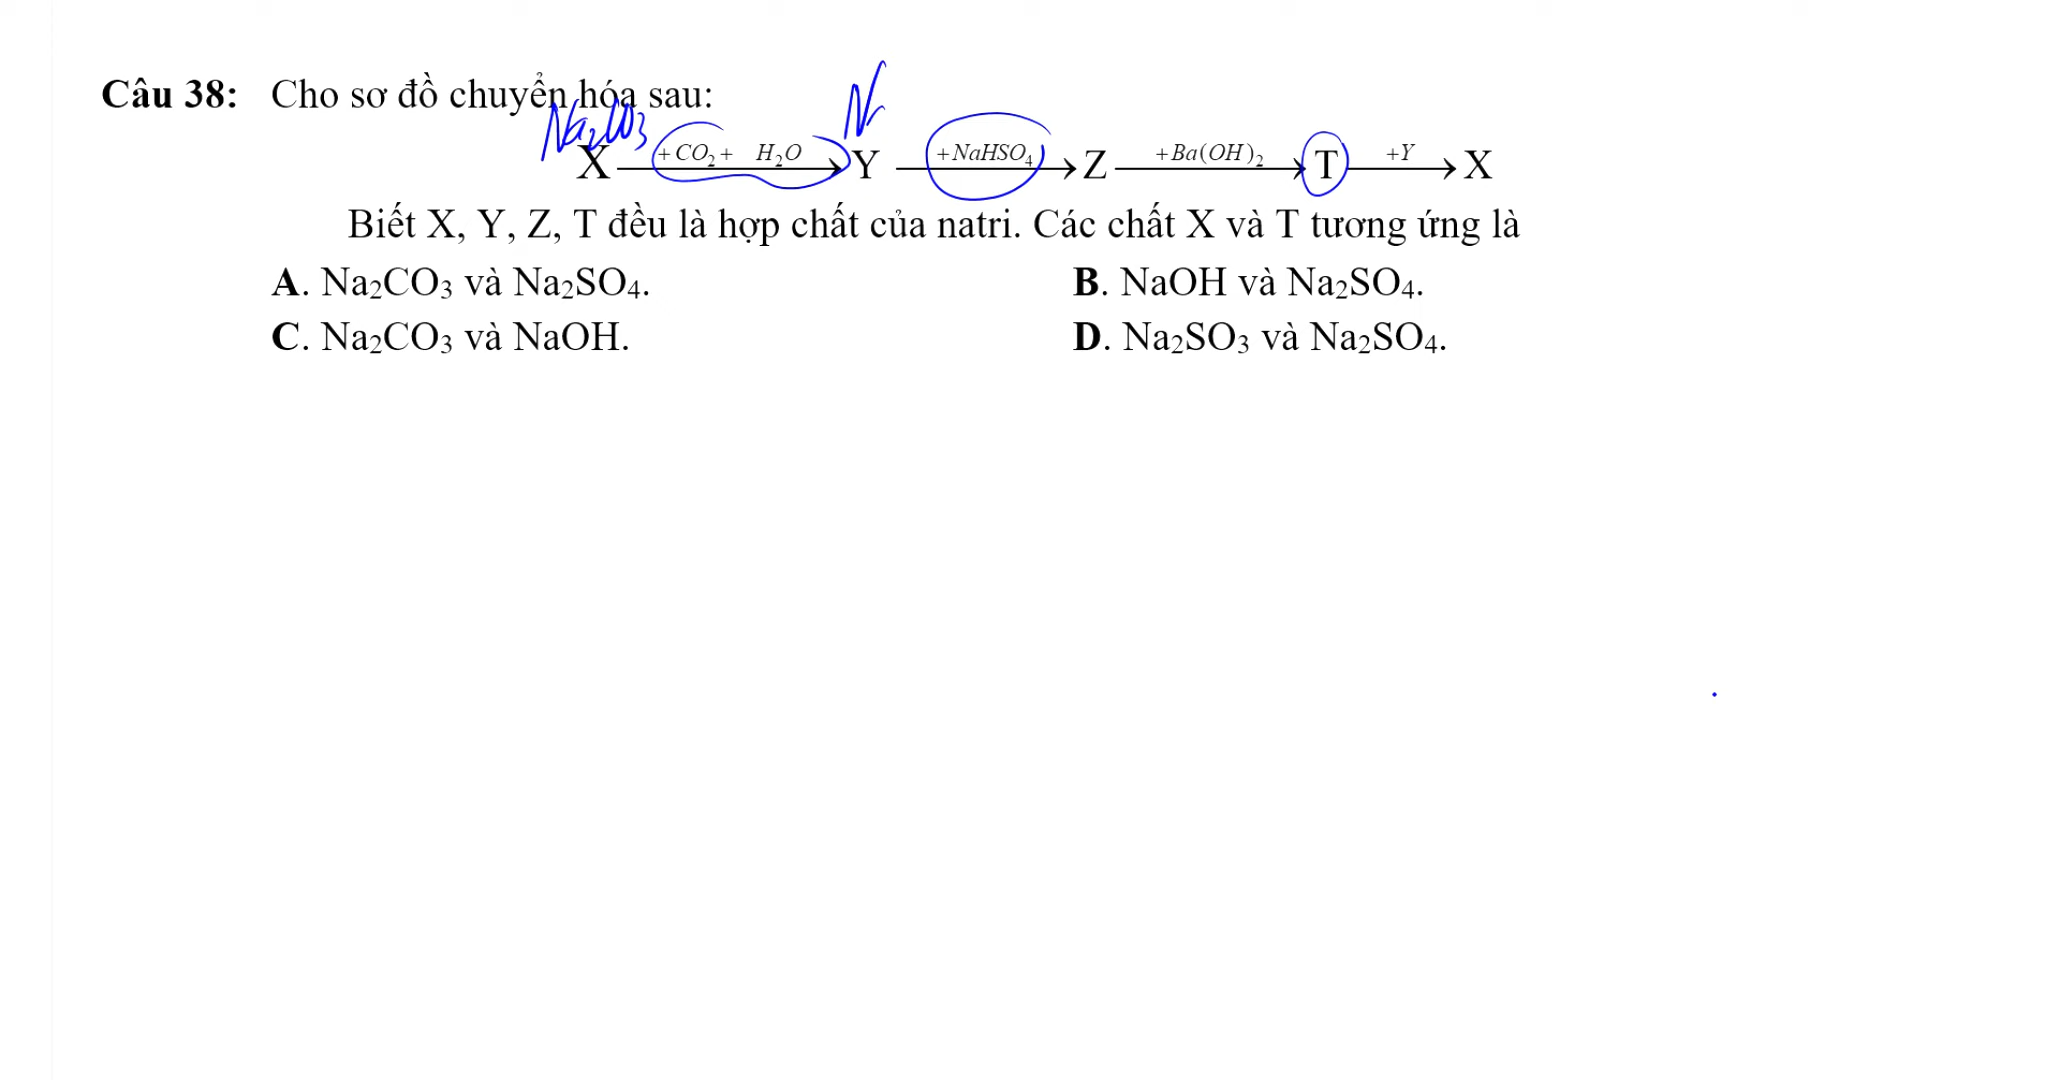 Câu 38: Cho sơ đồ chuyển hóa sau:
Na₂CO₃
X +CO₂+ H₂O → Y +NaHSO₄ → Z +Ba(OH)₂ → T +Y → X
Biết X, Y, Z, T đều là hợp chất của natri. Các chất X và T tương ứng là
A. Na₂CO₃ và Na₂SO₄. B. NaOH và Na₂SO₄.
C. Na₂CO₃ và NaOH. D. Na₂SO₃ và Na₂SO₄.